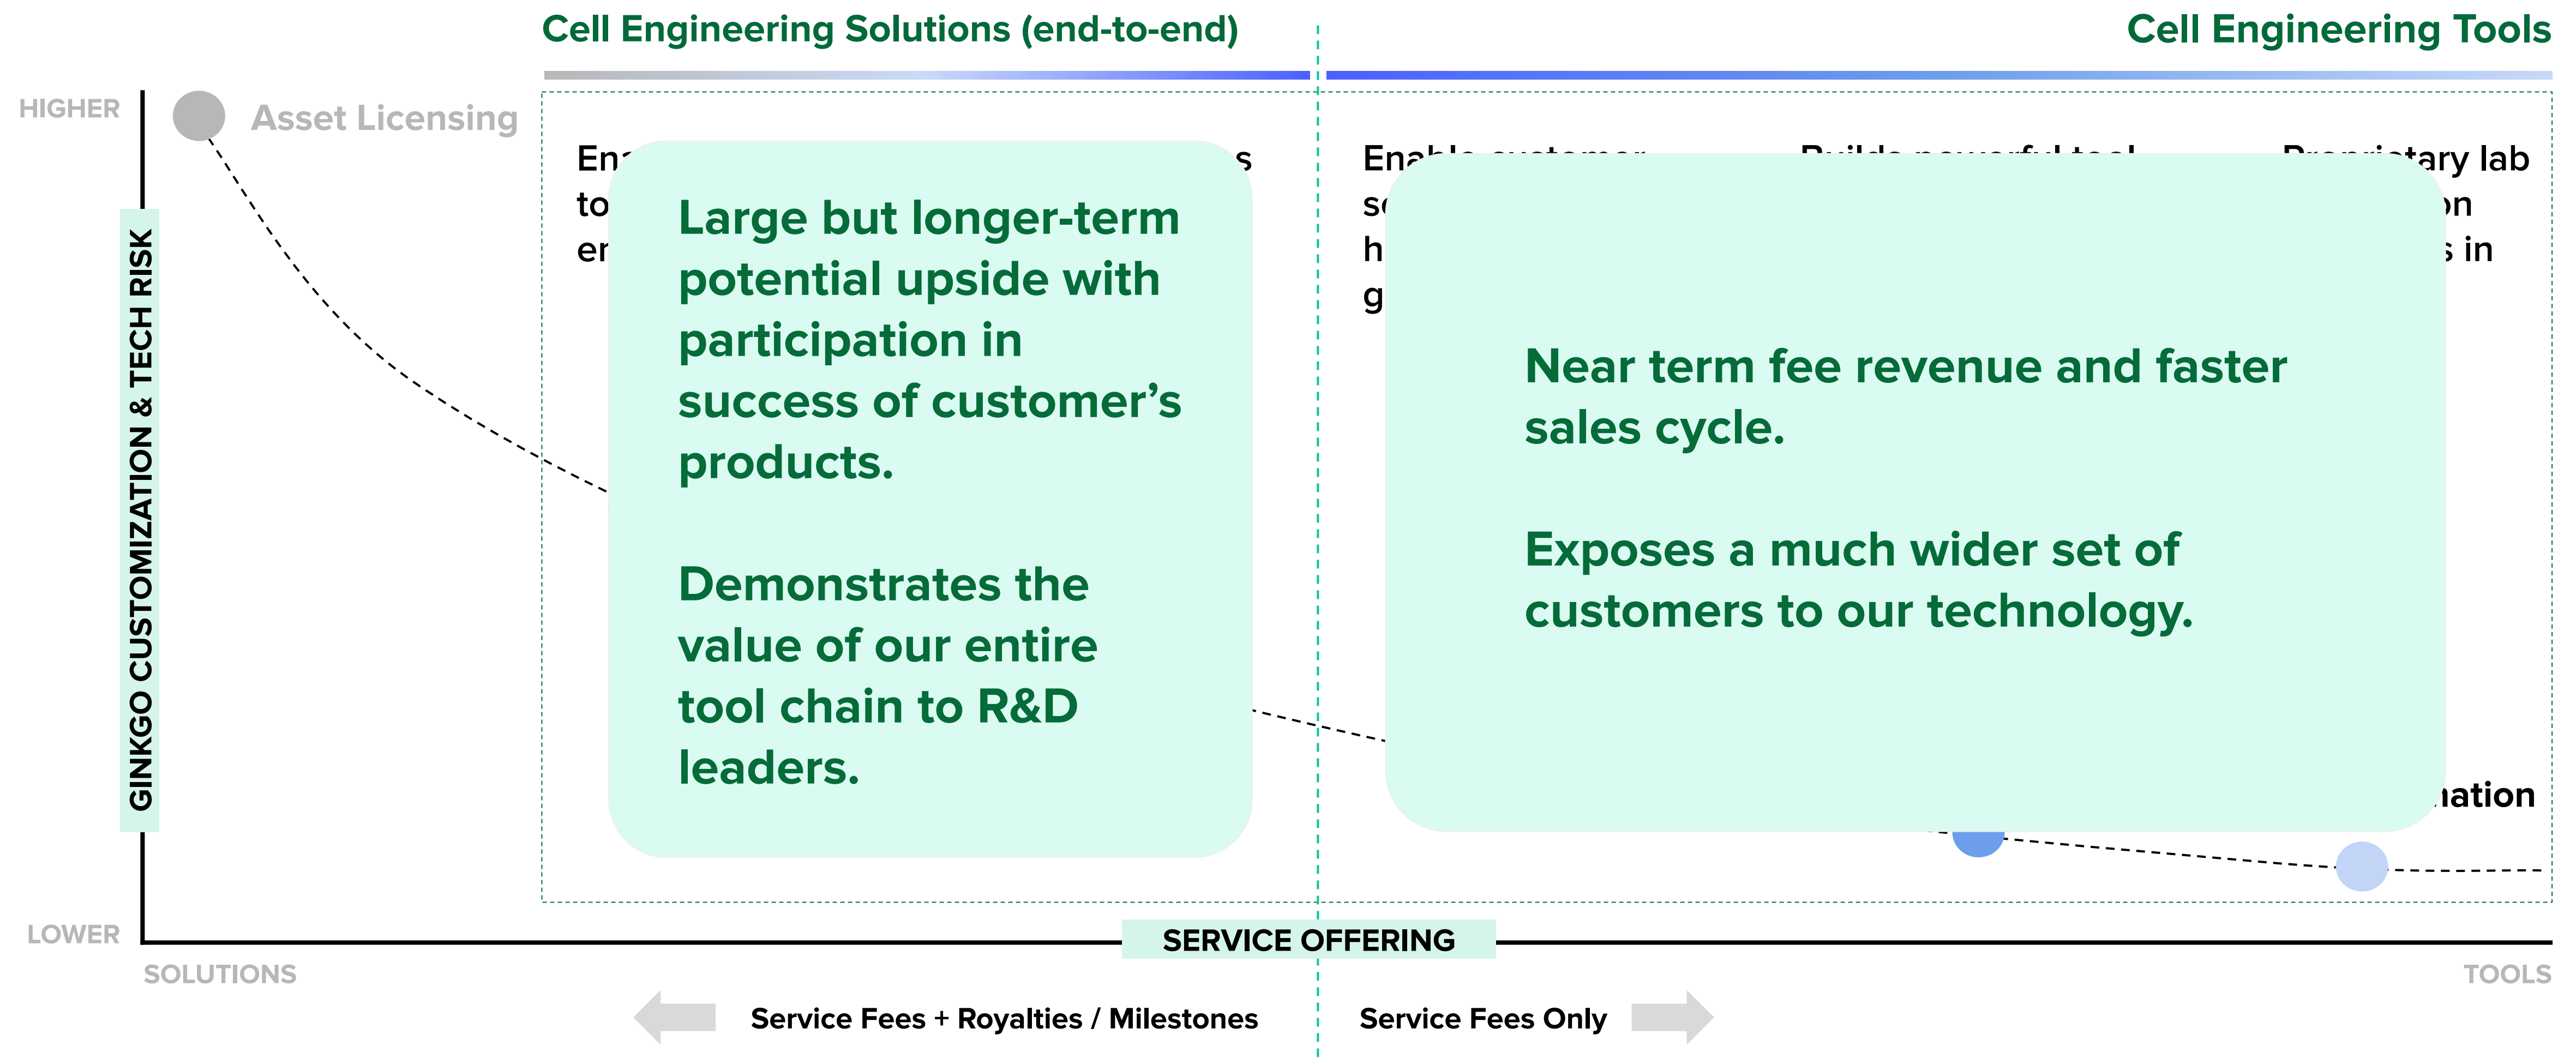 Cell Engineering Solutions (end-to-end)
Cell Engineering Tools
HIGHER
Asset Licensing
GINKGO CUSTOMIZATION & TECH RISK
Large but longer-term
potential upside with
participation in
success of customer’s
products.
Demonstrates the
value of our entire
tool chain to R&D
leaders.
lab
in
Near term fee revenue and faster
sales cycle.
Exposes a much wider set of
customers to our technology.
LOWER
SERVICE OFFERING
SOLUTIONS
TOOLS
Service Fees + Royalties / Milestones
Service Fees Only